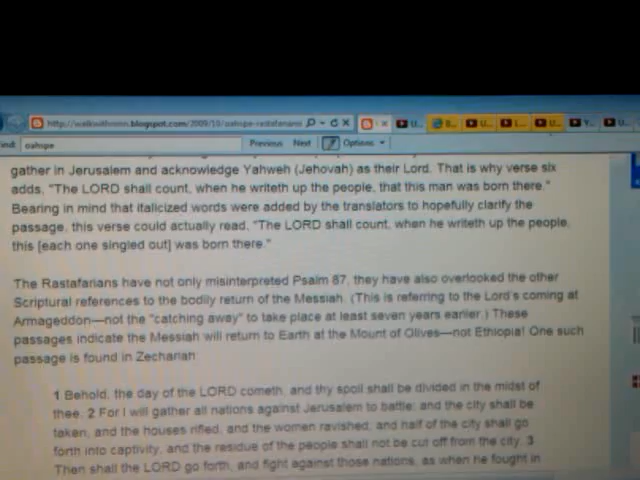 http://walkwithven.blogspot.com/2009/10/oahspe-rastafarians
Find: oahspe Previous Next Options
gather in Jerusalem and acknowledge Yahweh (Jehovah) as their Lord. That is why verse six
adds, "The LORD shall count, when he writeth up the people, that this man was born there."
Bearing in mind that italicized words were added by the translators to hopefully clarify the
passage, this verse could actually read, "The LORD shall count, when he writeth up the people,
this [each one singled out] was born there."
The Rastafarians have not only misinterpreted Psalm 87, they have also overlooked the other
Scriptural references to the bodily return of the Messiah. (This is referring to the Lord's coming at
Armageddon—not the "catching away" to take place at least seven years earlier.) These
passages indicate the Messiah will return to Earth at the Mount of Olives—not Ethiopia! One such
passage is found in Zechariah
1 Behold, the day of the LORD cometh, and thy spoil shall be divided in the midst of
thee. 2 For I will gather all nations against Jerusalem to battle; and the city shall be
taken, and the houses rifled, and the women ravished; and half of the city shall go
forth into captivity, and the residue of the people shall not be cut off from the city. 3
Then shall the LORD go forth, and fight against those nations, as when he fought in